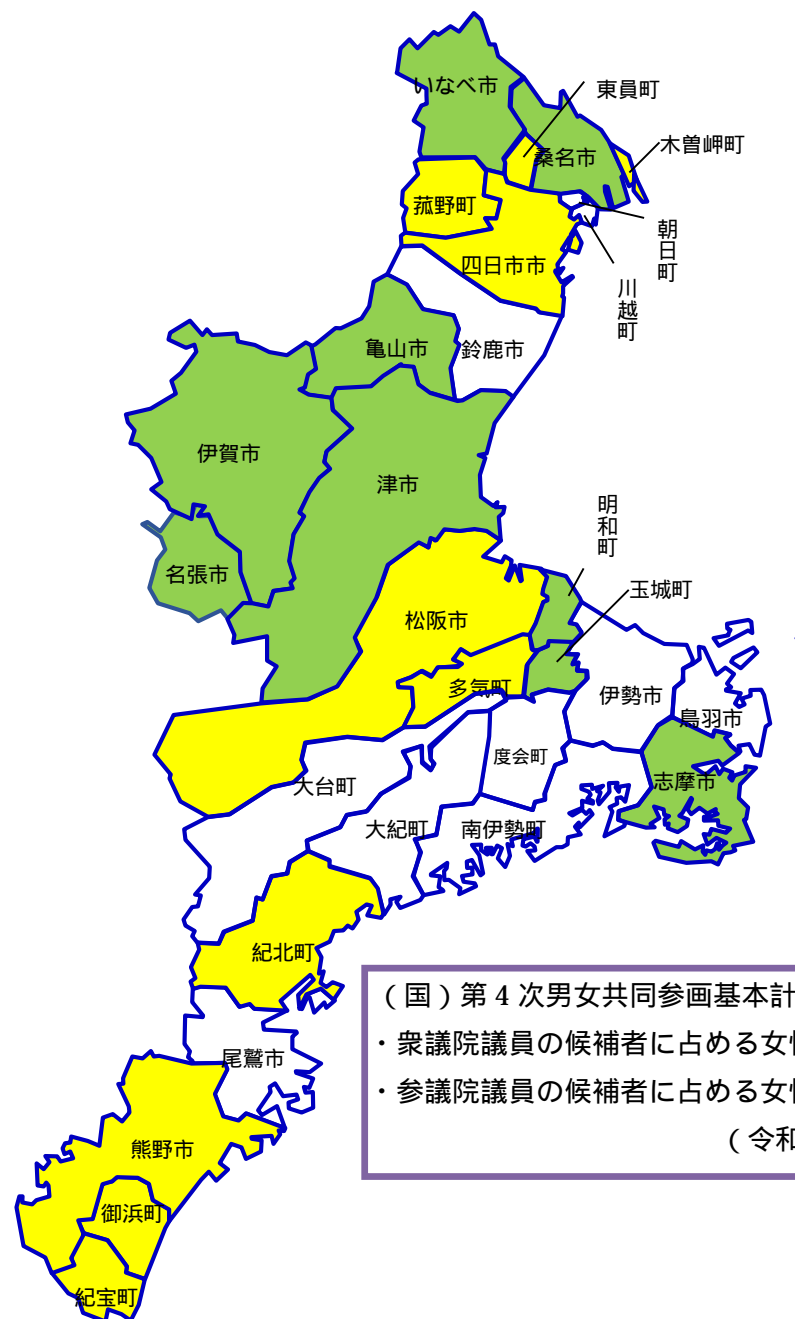 いなべ市
東員町
桑名市
木曽岬町
菰野町
朝日町
四日市市
川越町
亀山市
鈴鹿市
伊賀市
津市
明和町
名張市
玉城町
松阪市
多気町
伊勢市
鳥羽市
度会町
志摩市
大台町
大紀町
南伊勢町
紀北町
尾鷲市
熊野市
御浜町
紀宝町
（国）第４次男女共同参画基本計
・衆議院議員の候補者に占める女性
・参議院議員の候補者に占める女性
（令和